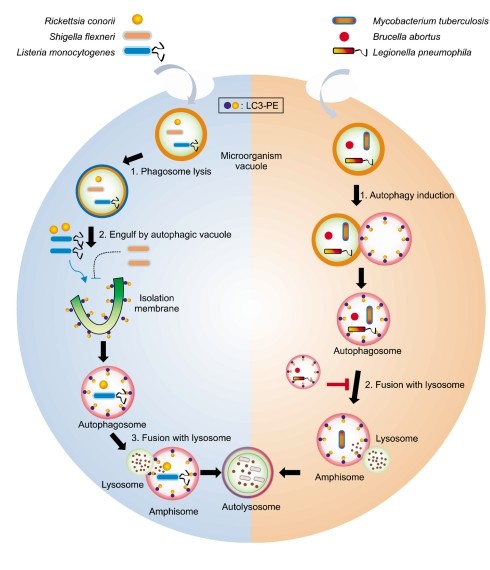 Rickettsia conorii
Shigella flexneri
Listeria monocytogenes
Mycobacterium tuberculosis
Brucella abortus
Legionella pneumophila
: LC3-PE
Microorganism
vacuole
1. Phagosome lysis
2. Engulf by autophagic vacuole
Isolation
membrane
Autophagosome
3. Fusion with lysosome
Lysosome
Amphisome
Autolysosome
1. Autophagy induction
Autophagosome
2. Fusion with lysosome
Lysosome
Amphisome